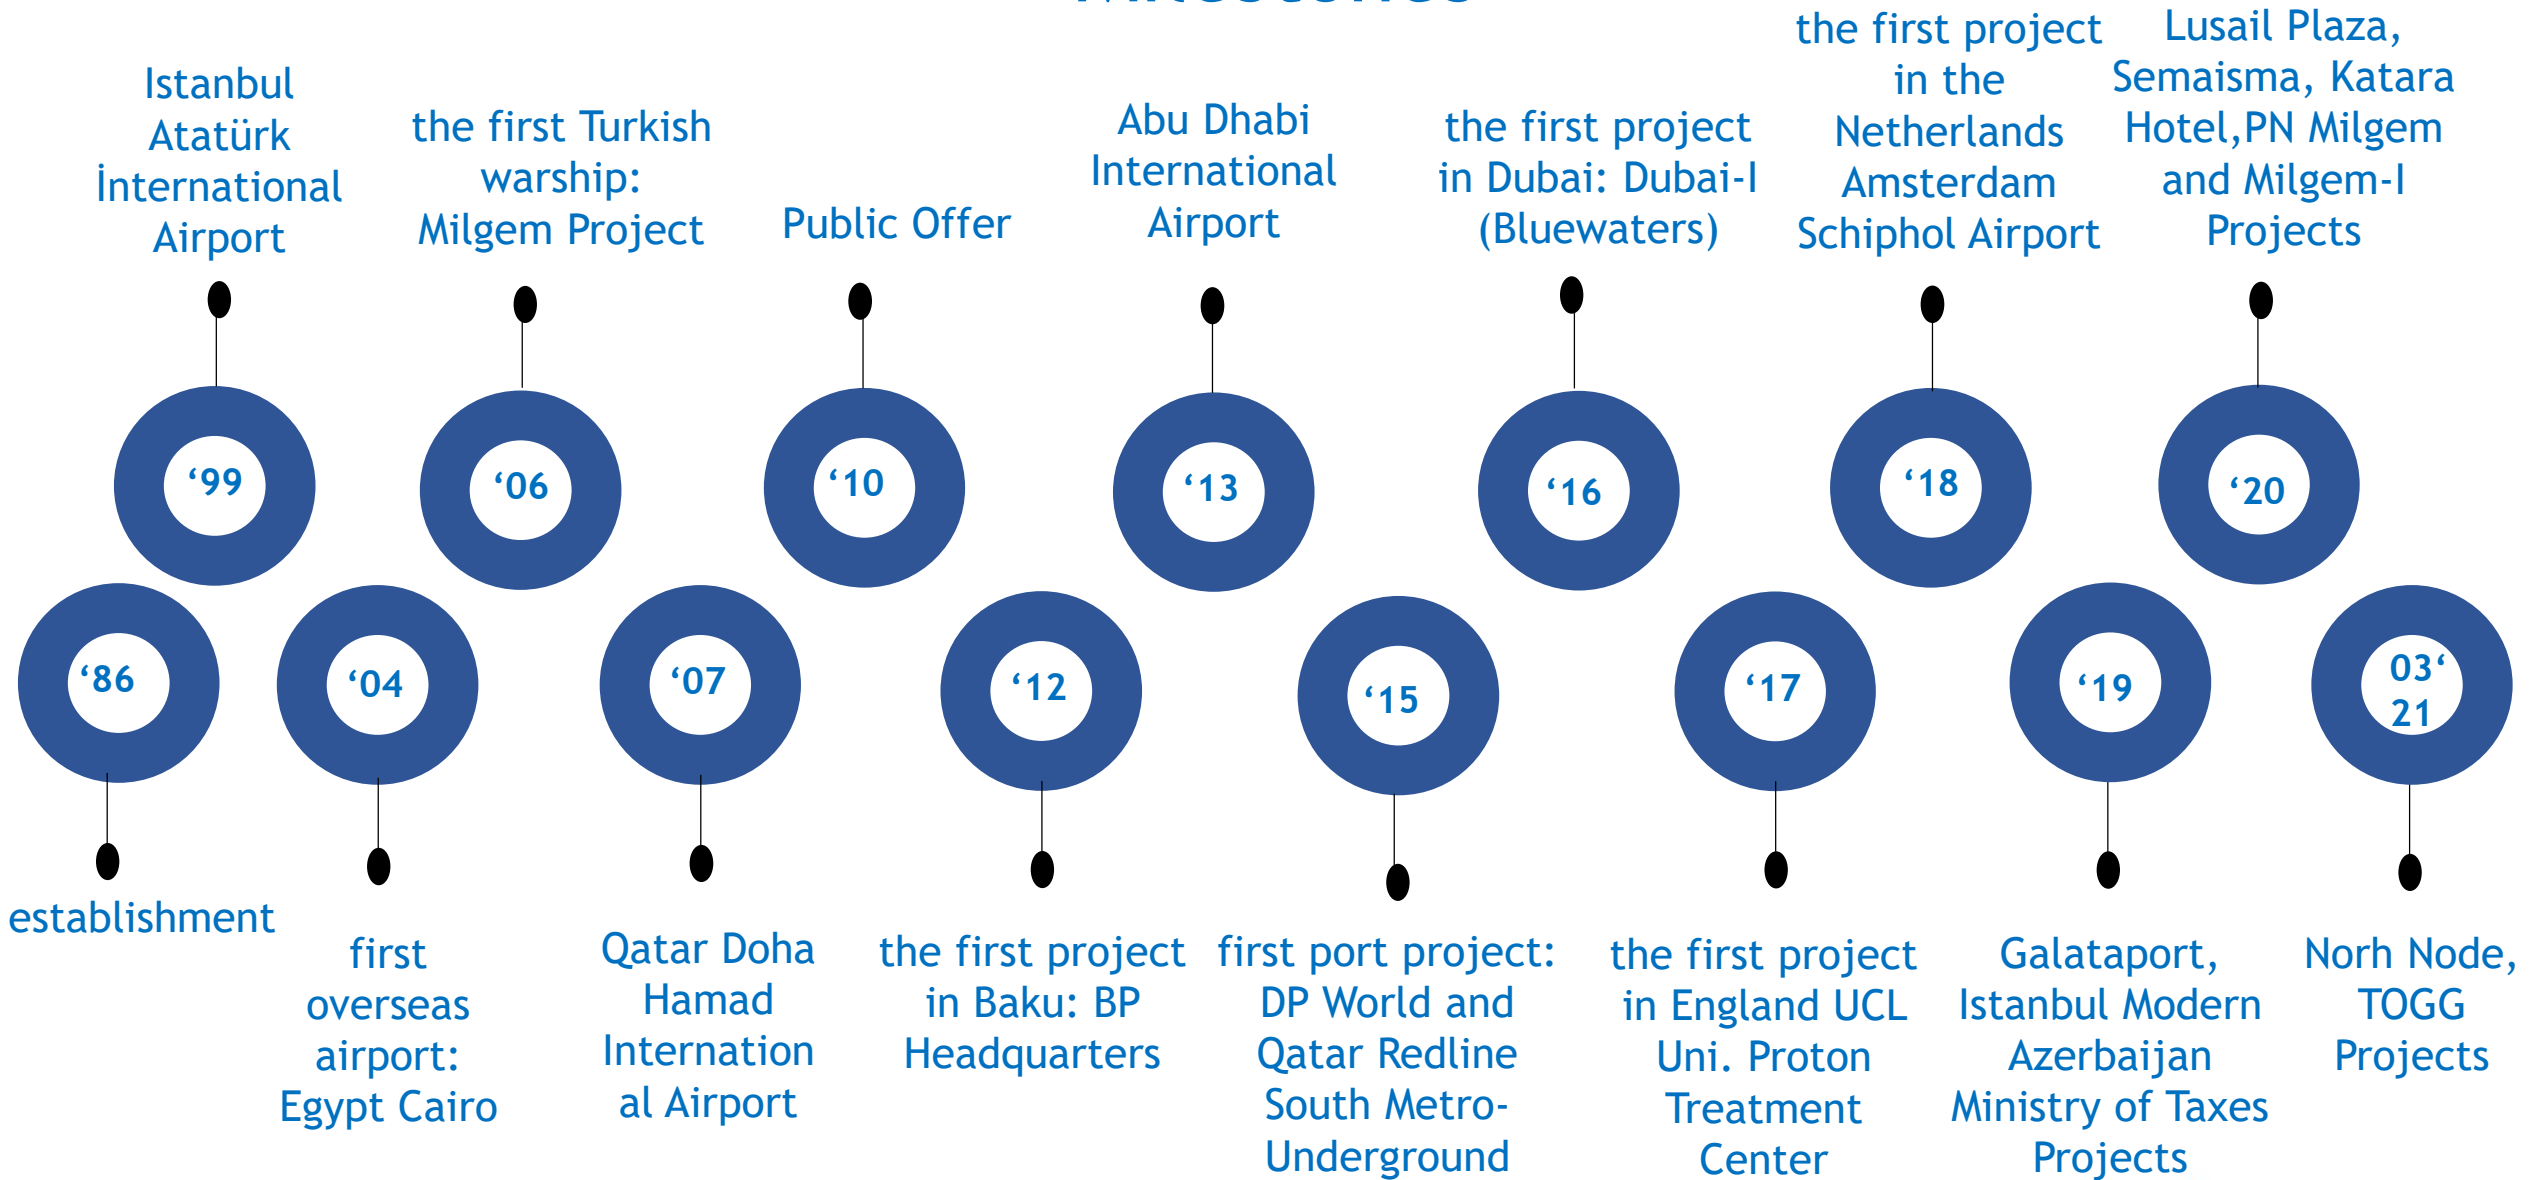 Milestones
Istanbul
Atatürk
İnternational
Airport
the first Turkish
warship:
Milgem Project
Public Offer
Abu Dhabi
International
Airport
the first project
in Dubai: Dubai-I
(Bluewaters)
the first project
in the
Netherlands
Amsterdam
Schiphol Airport
Lusail Plaza,
Semaisma, Katara
Hotel,PN Milgem
and Milgem-I
Projects
‘99
‘06
‘10
‘13
‘16
‘18
‘20
‘86
‘04
‘07
‘12
‘15
‘17
‘19
03‘
21
establishment
first
overseas
airport:
Egypt Cairo
Qatar Doha
Hamad
Internation
al Airport
the first project
in Baku: BP
Headquarters
first port project:
DP World and
Qatar Redline
South Metro-
Underground
the first project
in England UCL
Uni. Proton
Treatment
Center
Galataport,
Istanbul Modern
Azerbaijan
Ministry of Taxes
Projects
Norh Node,
TOGG
Projects